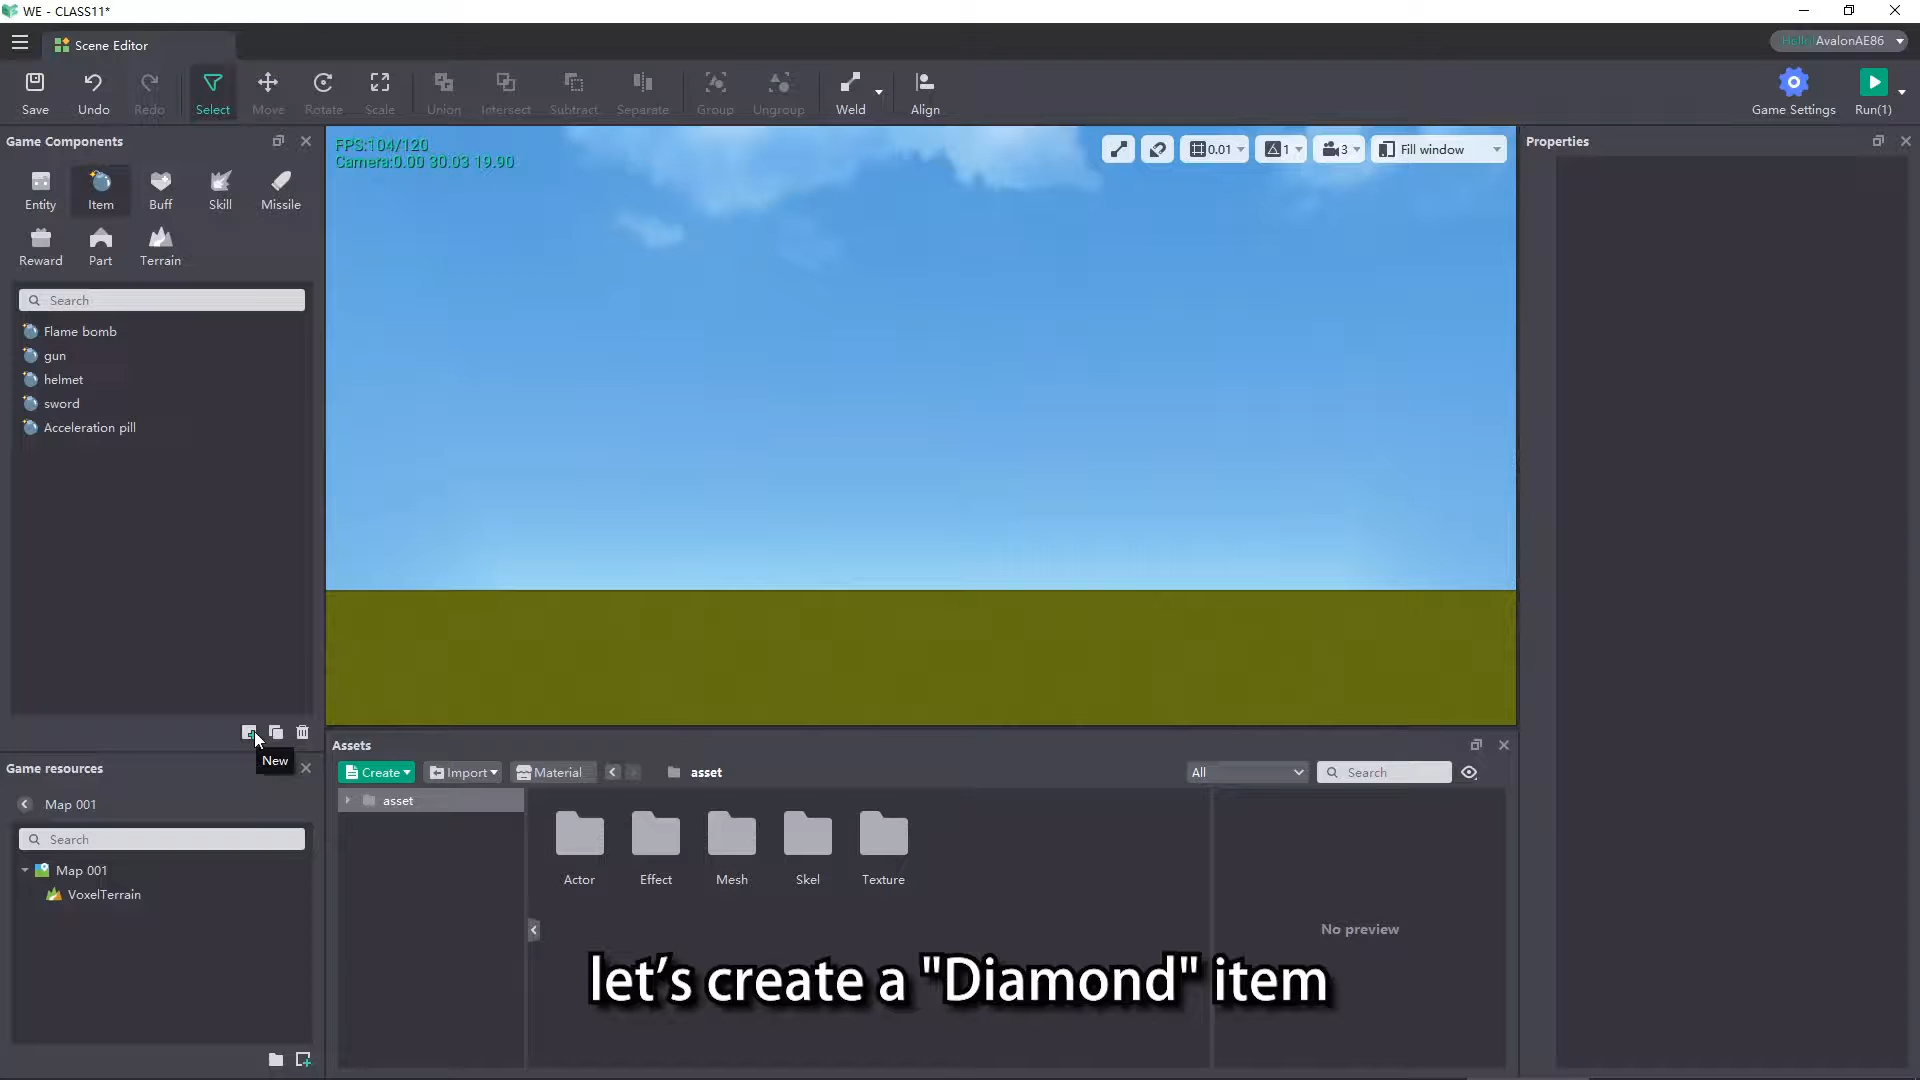 WE - CLASS11*
Scene Editor
Hello! AvalonAE86
Save
Undo
Redo
Select
Move
Rotate
Scale
Union
Intersect
Subtract
Separate
Group
Ungroup
Weld
Align
Game Settings
Run(1)
Game Components
Entity
Item
Buff
Skill
Missile
Reward
Part
Terrain
Search
Flame bomb
gun
helmet
sword
Acceleration pill
New
FPS:104/120
Camera:0.00 30.03 19.90
0.01
1
3
Fill window
Properties
Game resources
Map 001
Search
Map 001
VoxelTerrain
Assets
Create
Import
Material
asset
All
Search
asset
Actor
Effect
Mesh
Skel
Texture
No preview
let’s create a "Diamond" item